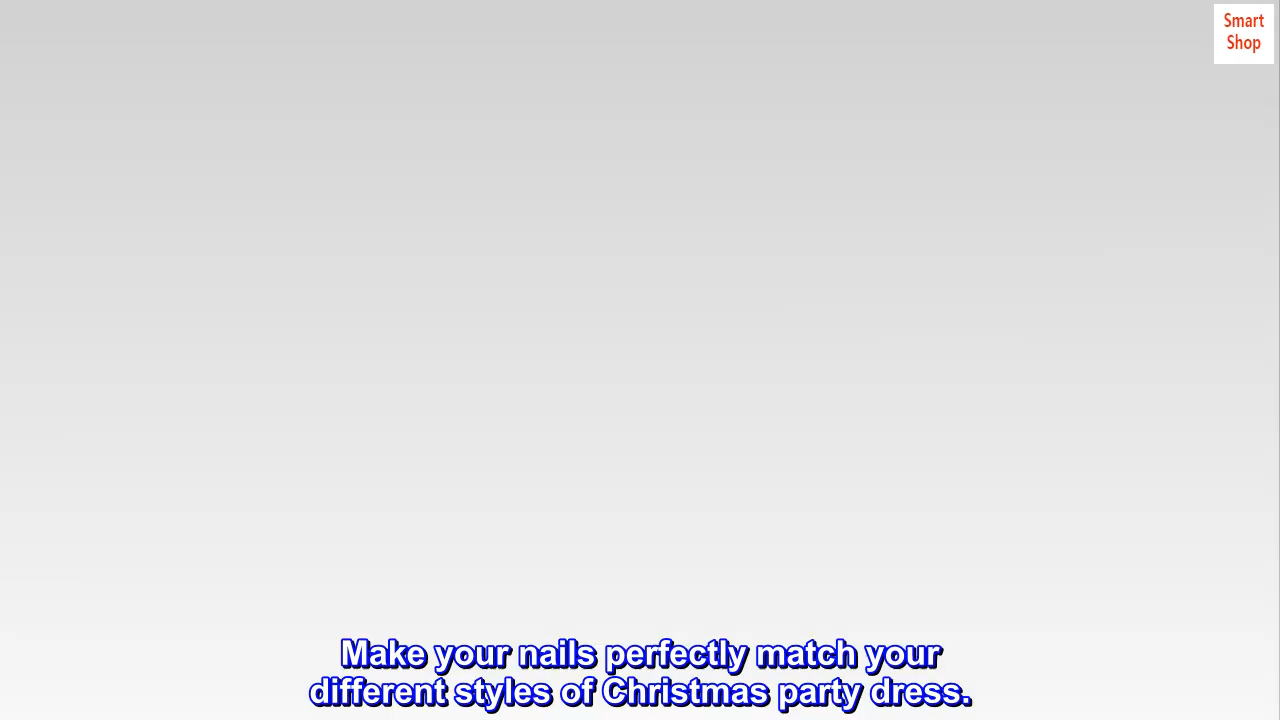 Smart
Shop
Make your nails perfectly match your
different styles of Christmas party dress.